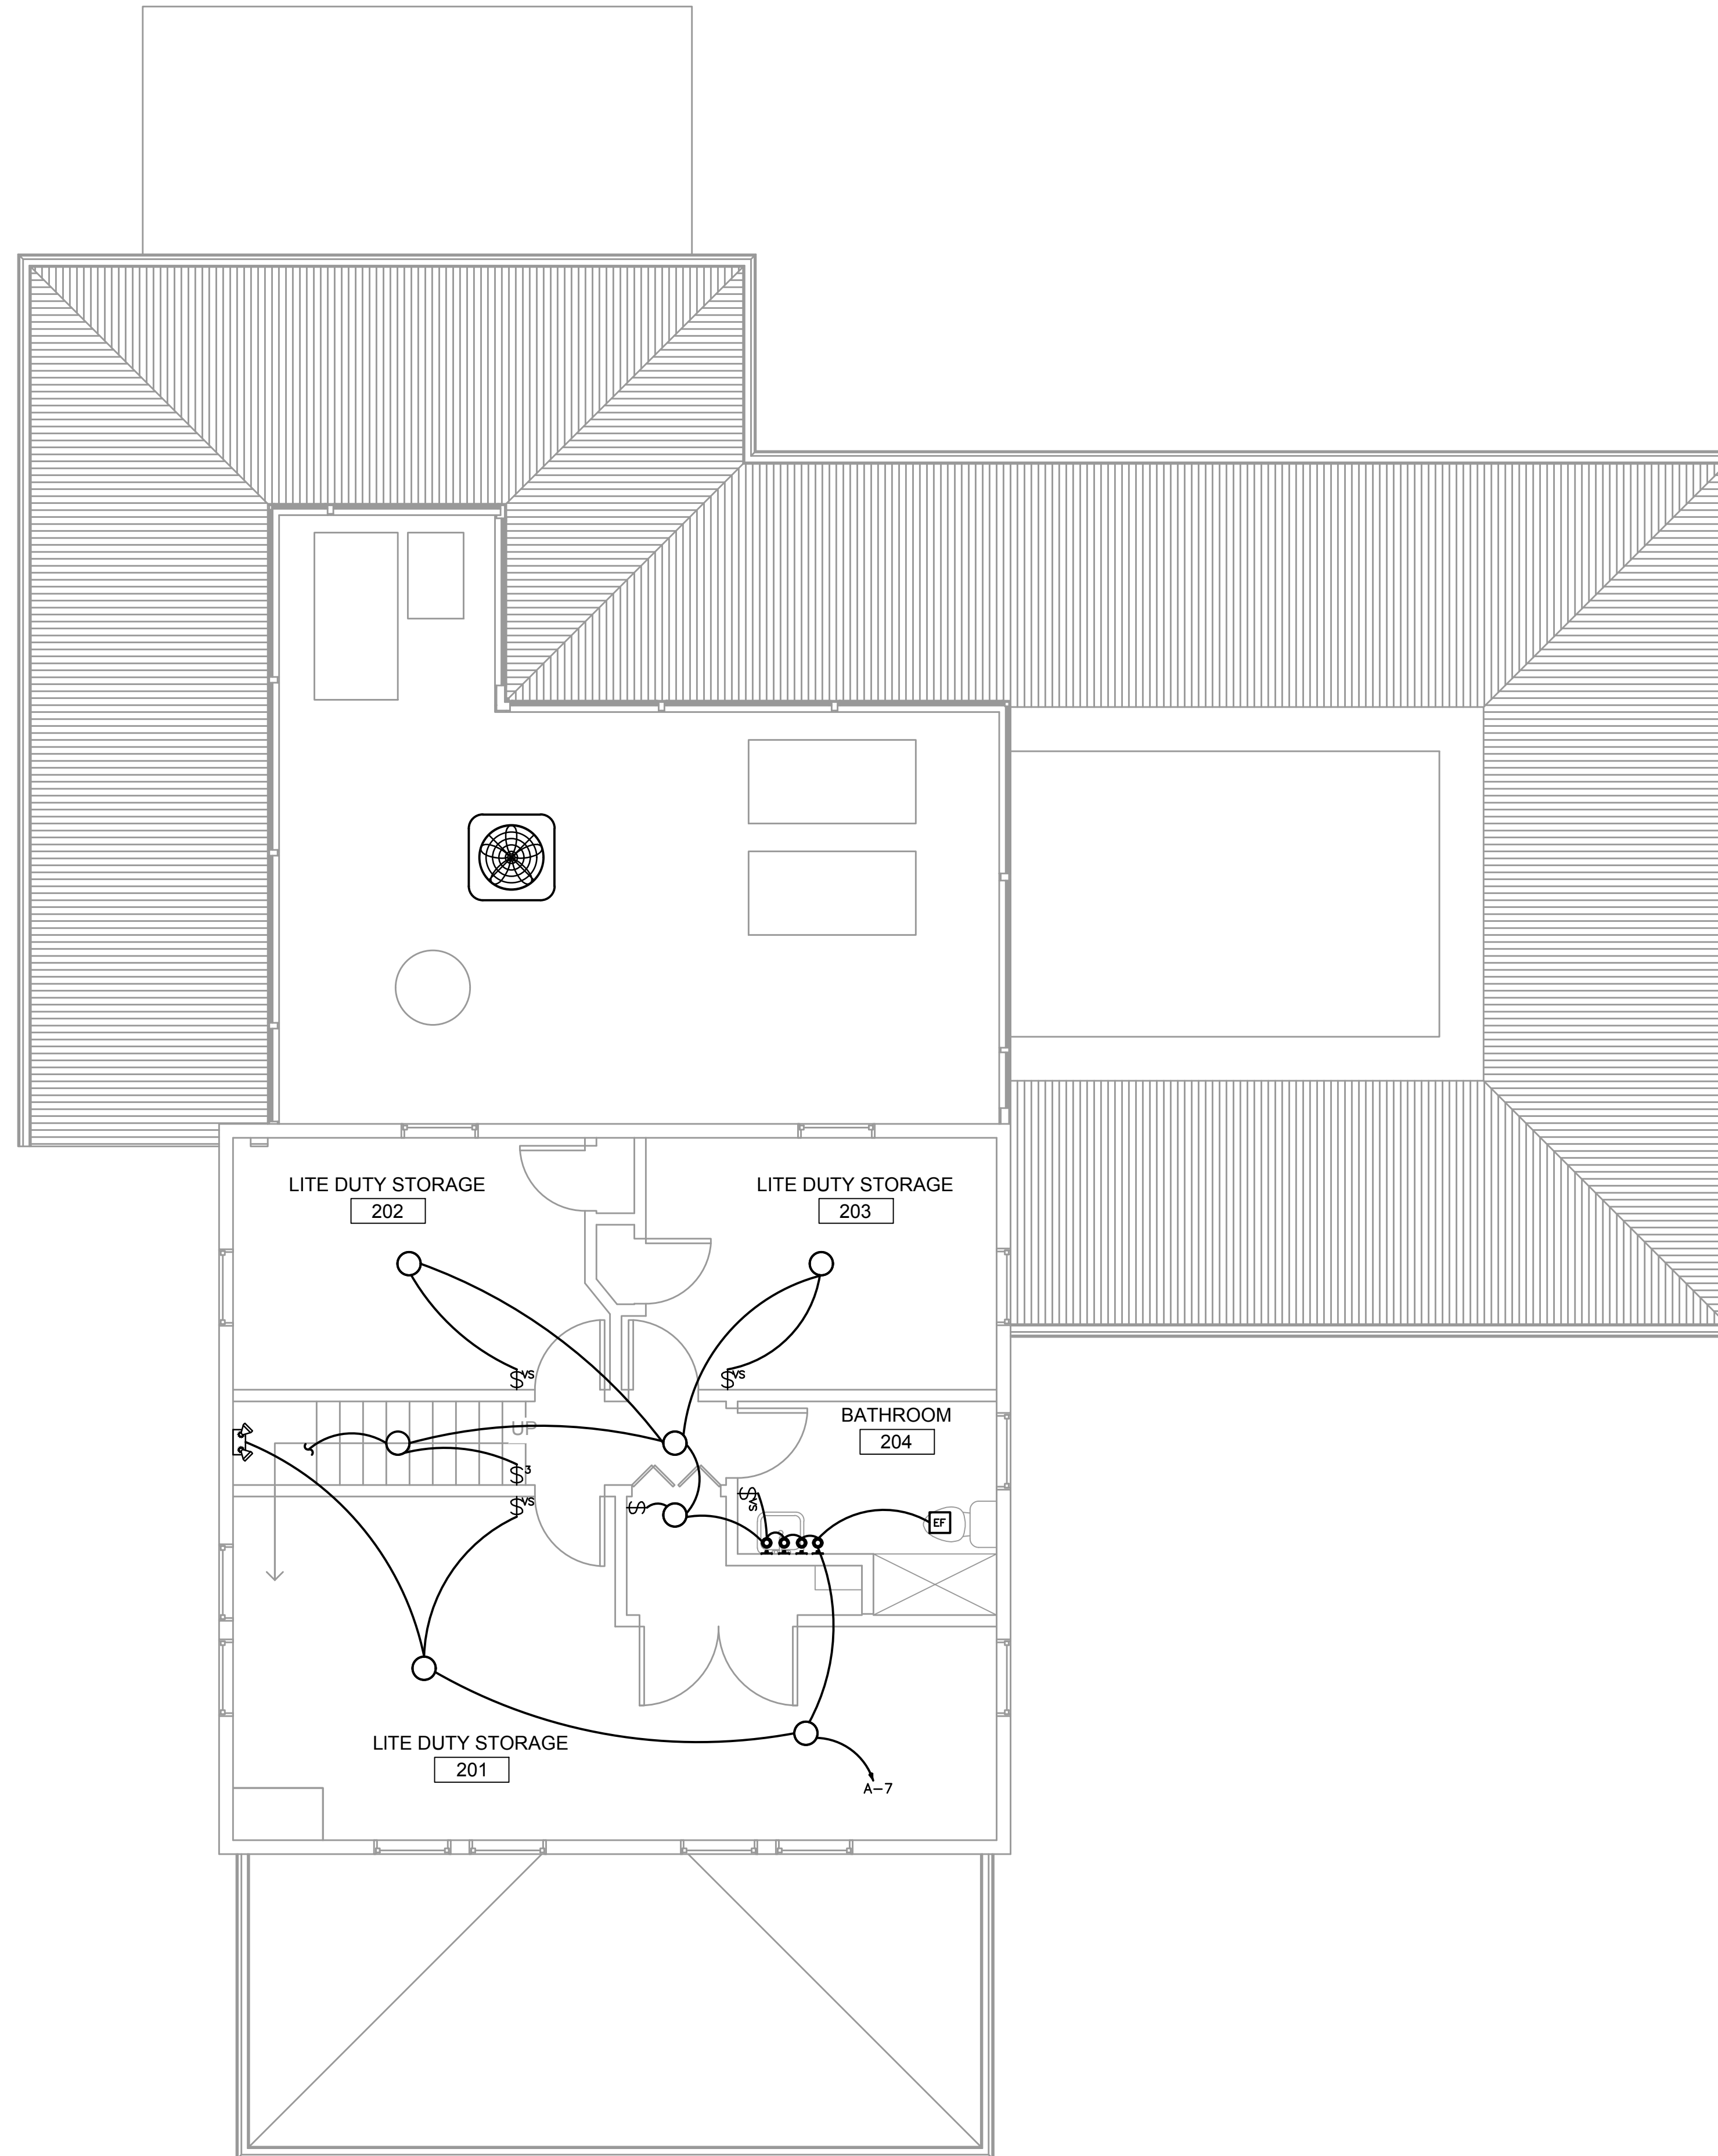 LITE DUTY STORAGE
202
LITE DUTY STORAGE
203
$VS
$VS
BATHROOM
204
UP
$3
$VS
$
$VS
EF
LITE DUTY STORAGE
201
A-7